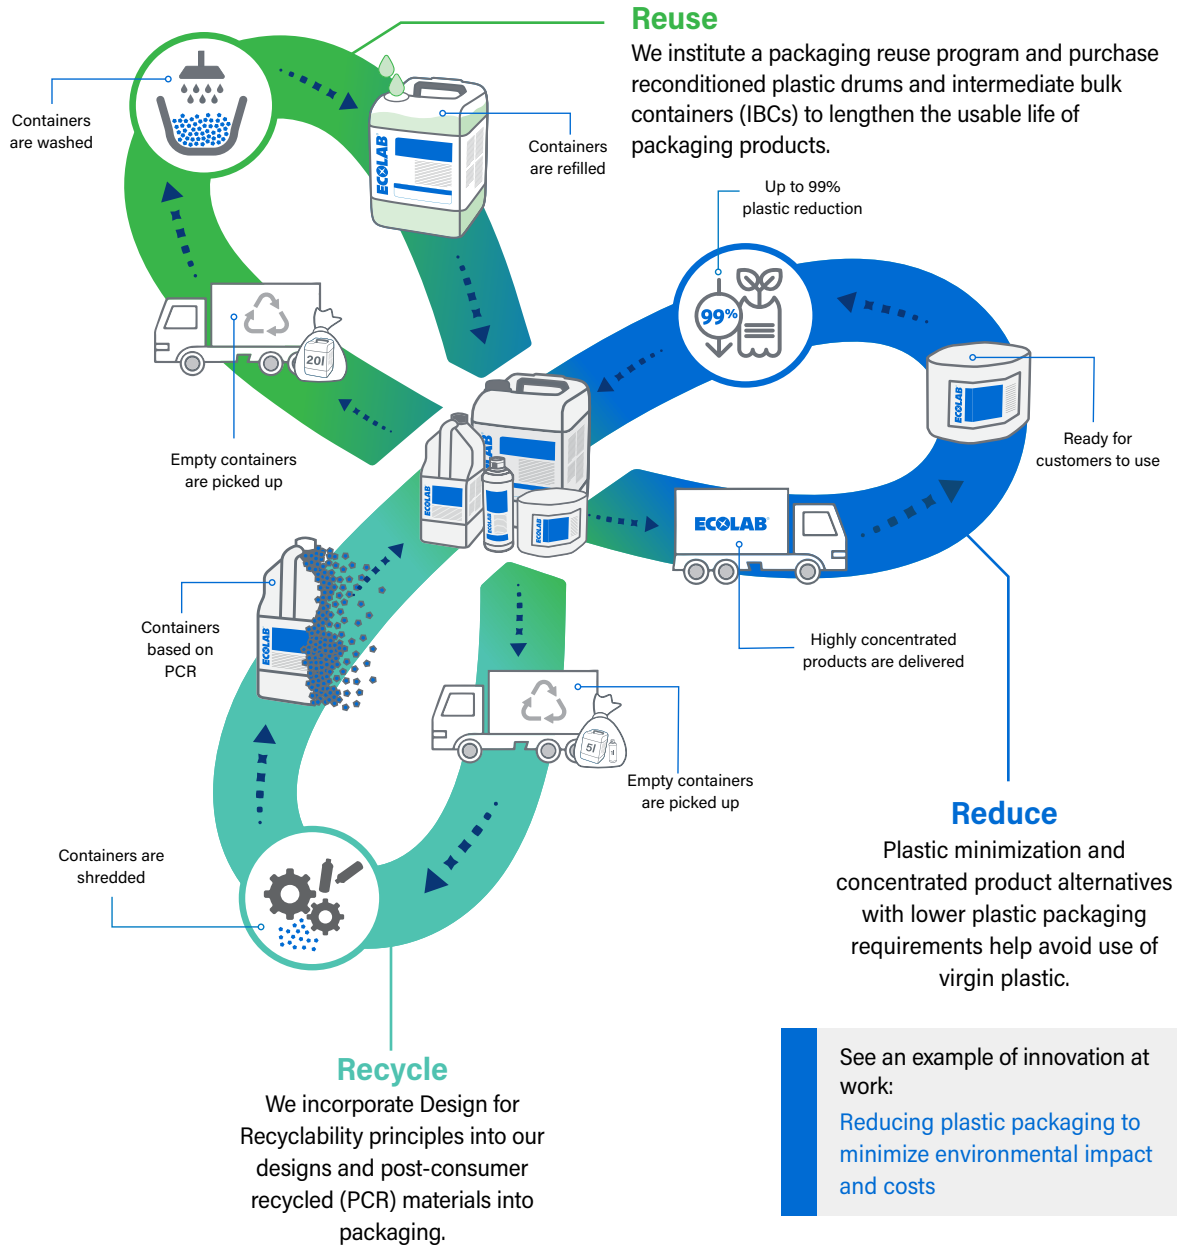 Reuse
We institute a packaging reuse program and purchase
reconditioned plastic drums and intermediate bulk
containers (IBCs) to lengthen the usable life of
packaging products.
Containers
are washed
Containers
are refilled
ECOLAB
Up to 99%
plastic reduction
99%
20l
ECOLAB
Ready for
customers to use
Empty containers
are picked up
ECOLAB
ECOLAB
ECOLAB
ECOLAB
ECOLAB
Containers
based on
PCR
ECOLAB
Highly concentrated
products are delivered
5l
Empty containers
are picked up
Containers are
shredded
Reduce
Plastic minimization and
concentrated product alternatives
with lower plastic packaging
requirements help avoid use of
virgin plastic.
Recycle
We incorporate Design for
Recyclability principles into our
designs and post-consumer
recycled (PCR) materials into
packaging.
See an example of innovation at
work:
Reducing plastic packaging to
minimize environmental impact
and costs